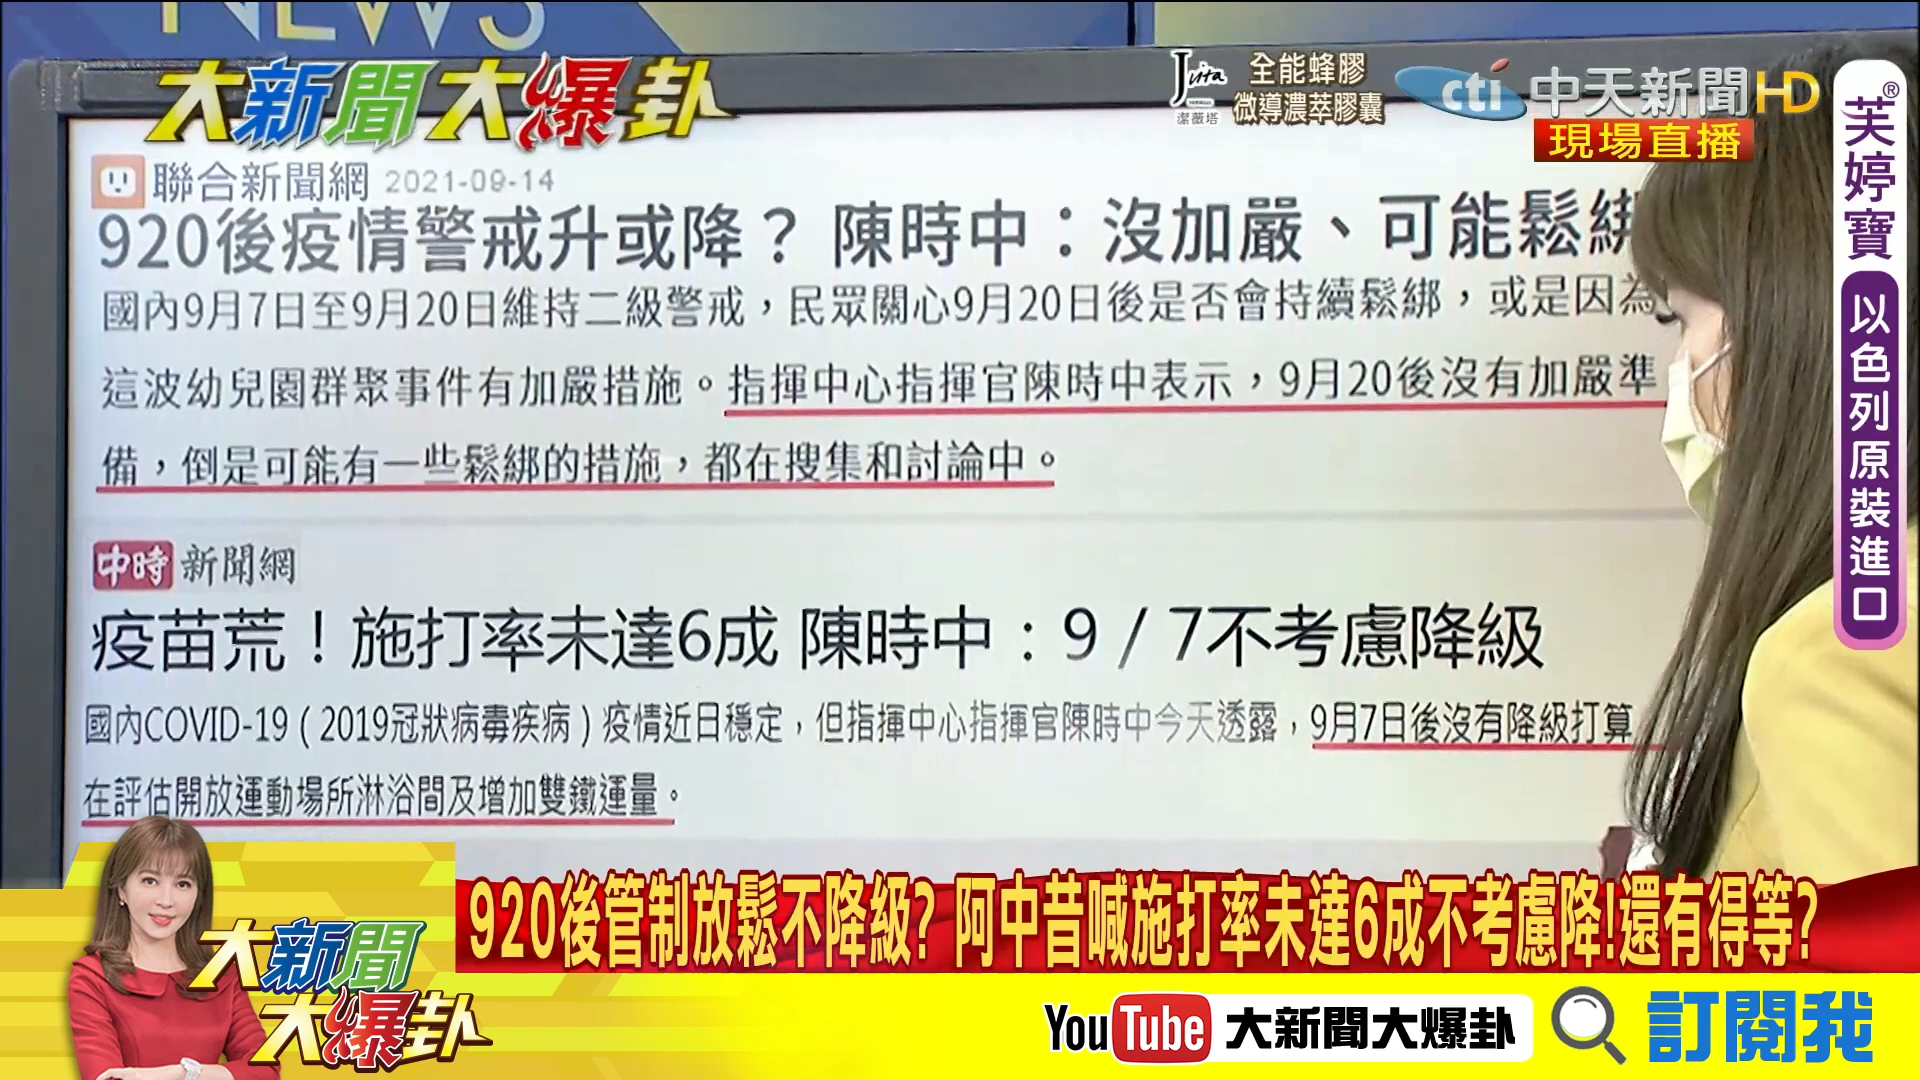 NEWS
大新聞大爆卦
Jvita
潔薇塔
全能蜂膠
微導濃萃膠囊
cti 中天新聞HD
現場直播
芙婷寶®
以色列原裝進口
聯合新聞網 2021-09-14
920後疫情警戒升或降？ 陳時中：沒加嚴、可能鬆綁
國內9月7日至9月20日維持二級警戒，民眾關心9月20日後是否會持續鬆綁，或是因為
這波幼兒園群聚事件有加嚴措施。指揮中心指揮官陳時中表示，9月20後沒有加嚴準
備，倒是可能有一些鬆綁的措施，都在搜集和討論中。
中時 新聞網
疫苗荒！施打率未達6成 陳時中：9／7不考慮降級
國內COVID-19（2019冠狀病毒疾病）疫情近日穩定，但指揮中心指揮官陳時中今天透露，9月7日後沒有降級打算
在評估開放運動場所淋浴間及增加雙鐵運量。
920後管制放鬆不降級? 阿中昔喊施打率未達6成不考慮降!還有得等?
大新聞
大爆卦
YouTube 大新聞大爆卦 訂閱我